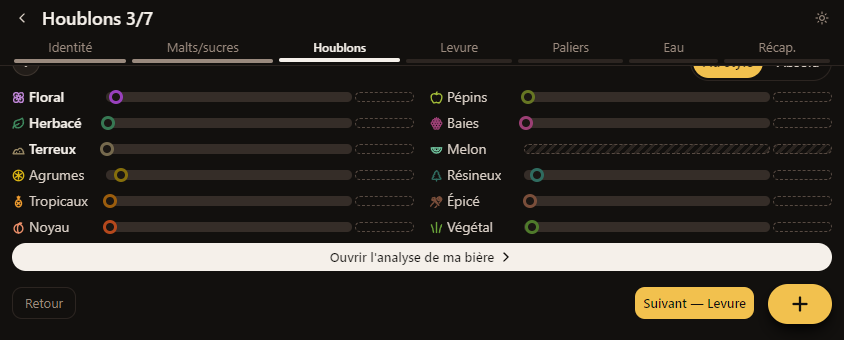 Houblons 3/7
Identité
Malts/sucres
Houblons
Levure
Paliers
Eau
Récap.
Floral
Pépins
Herbacé
Baies
Terreux
Melon
Agrumes
Résineux
Tropicaux
Épicé
Noyau
Végétal
Ouvrir l'analyse de ma bière
Retour
Suivant — Levure